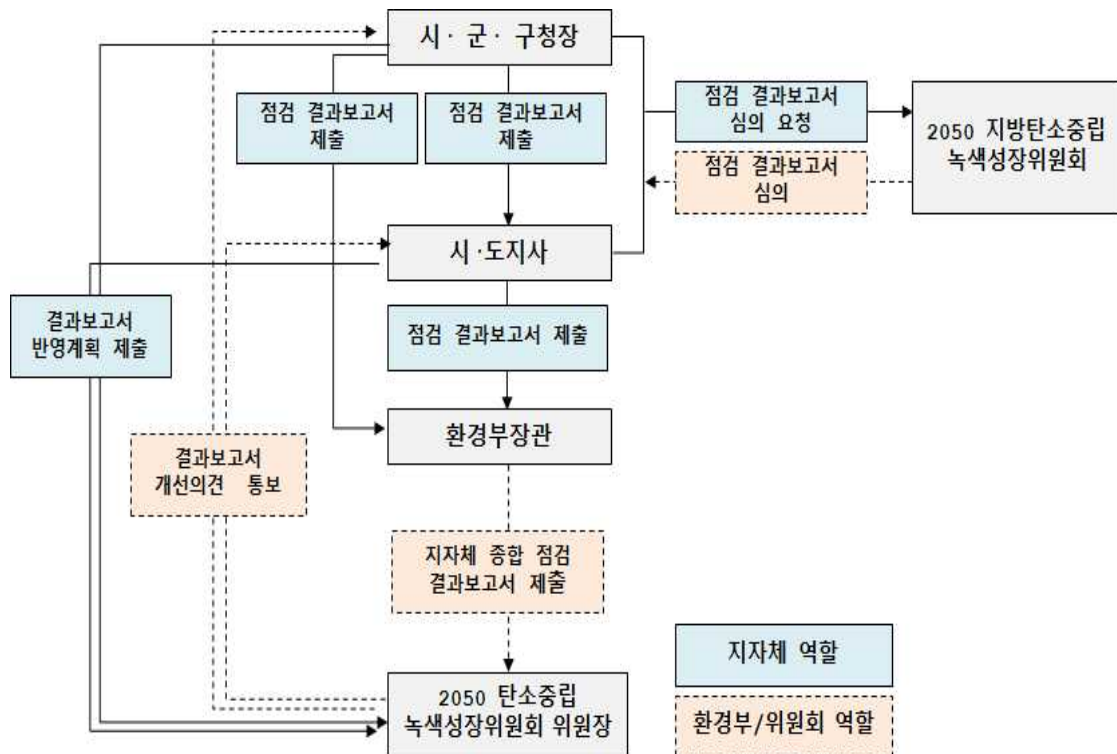 시· 군· 구청장
점검 결과보고서
제출
점검 결과보고서
제출
점검 결과보고서
심의 요청
점검 결과보고서
심의
2050 지방탄소중립
녹색성장위원회
시·도지사
결과보고서
반영계획 제출
점검 결과보고서 제출
환경부장관
결과보고서
개선의견 통보
지자체 종합 점검
결과보고서 제출
2050 탄소중립
녹색성장위원회 위원장
지자체 역할
환경부/위원회 역할